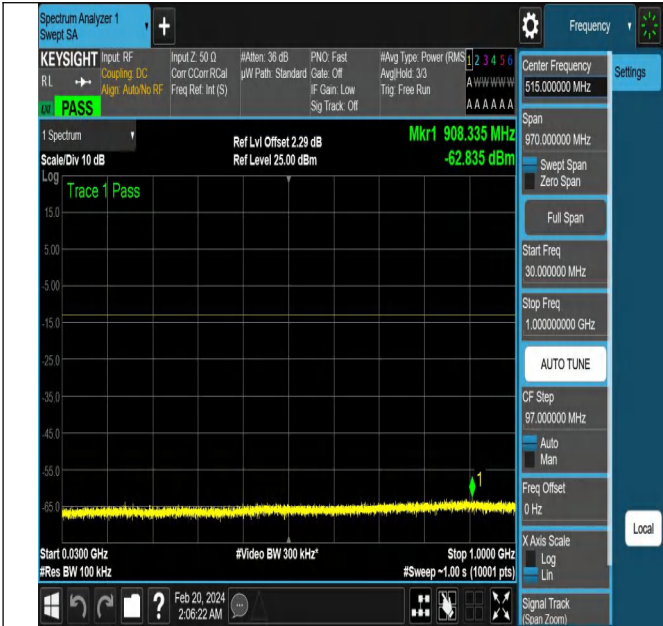 Spectrum Analyzer 1
Swept SA
+
Frequency
KEYSIGHT
RL
PASS
Input: RF
Coupling: DC
Align: Auto/No RF
Input Z: 50 Ω
Corr CCorr RCal
Freq Ref: Int (S)
#Atten: 36 dB
µW Path: Standard
PNO: Fast
Gate: Off
IF Gain: Low
Sig Track: Off
#Avg Type: Power (RMS
Avg|Hold: 3/3
Trig: Free Run
1 2 3 4 5 6
A W W W W W
A A A A A A
1 Spectrum
Scale/Div 10 dB
Ref Lvl Offset 2.29 dB
Ref Level 25.00 dBm
Mkr1 908.335 MHz
-62.835 dBm
Log
Trace 1 Pass
15.0
5.00
-5.00
-15.0
-25.0
-35.0
-45.0
-55.0
-65.0
1
Start 0.0300 GHz
#Res BW 100 kHz
#Video BW 300 kHz*
Stop 1.0000 GHz
#Sweep ~1.00 s (10001 pts)
?
Feb 20, 2024
2:06:22 AM
Center Frequency
515.000000 MHz
Settings
Span
970.000000 MHz
Swept Span
Zero Span
Full Span
Start Freq
30.000000 MHz
Stop Freq
1.000000000 GHz
AUTO TUNE
CF Step
97.000000 MHz
Auto
Man
Freq Offset
0 Hz
X Axis Scale
Log
Lin
Local
Signal Track
(Span Zoom)